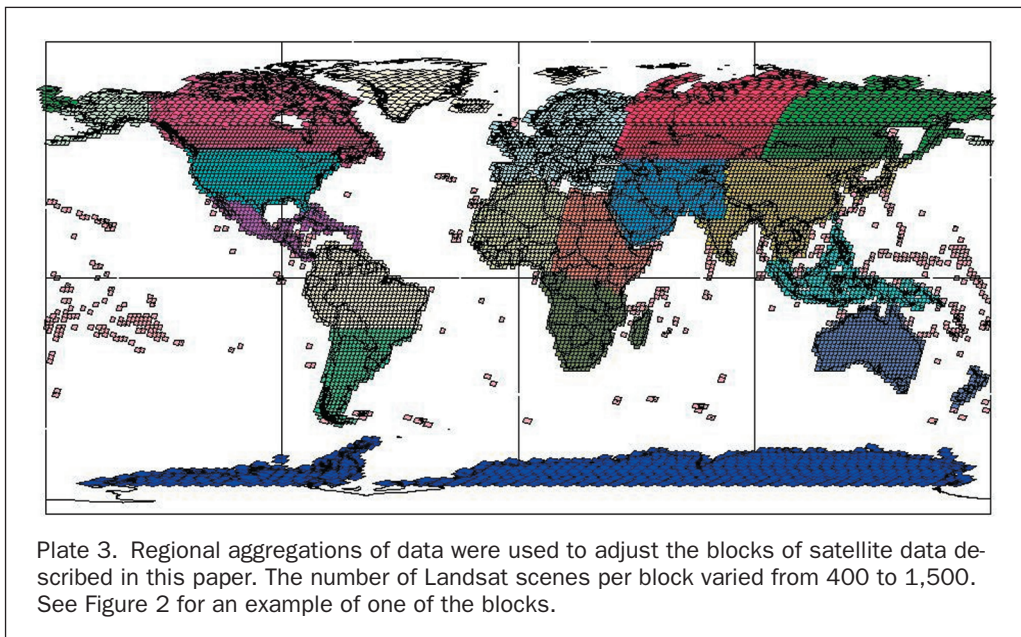 Plate 3. Regional aggregations of data were used to adjust the blocks of satellite data de-
scribed in this paper. The number of Landsat scenes per block varied from 400 to 1,500.
See Figure 2 for an example of one of the blocks.